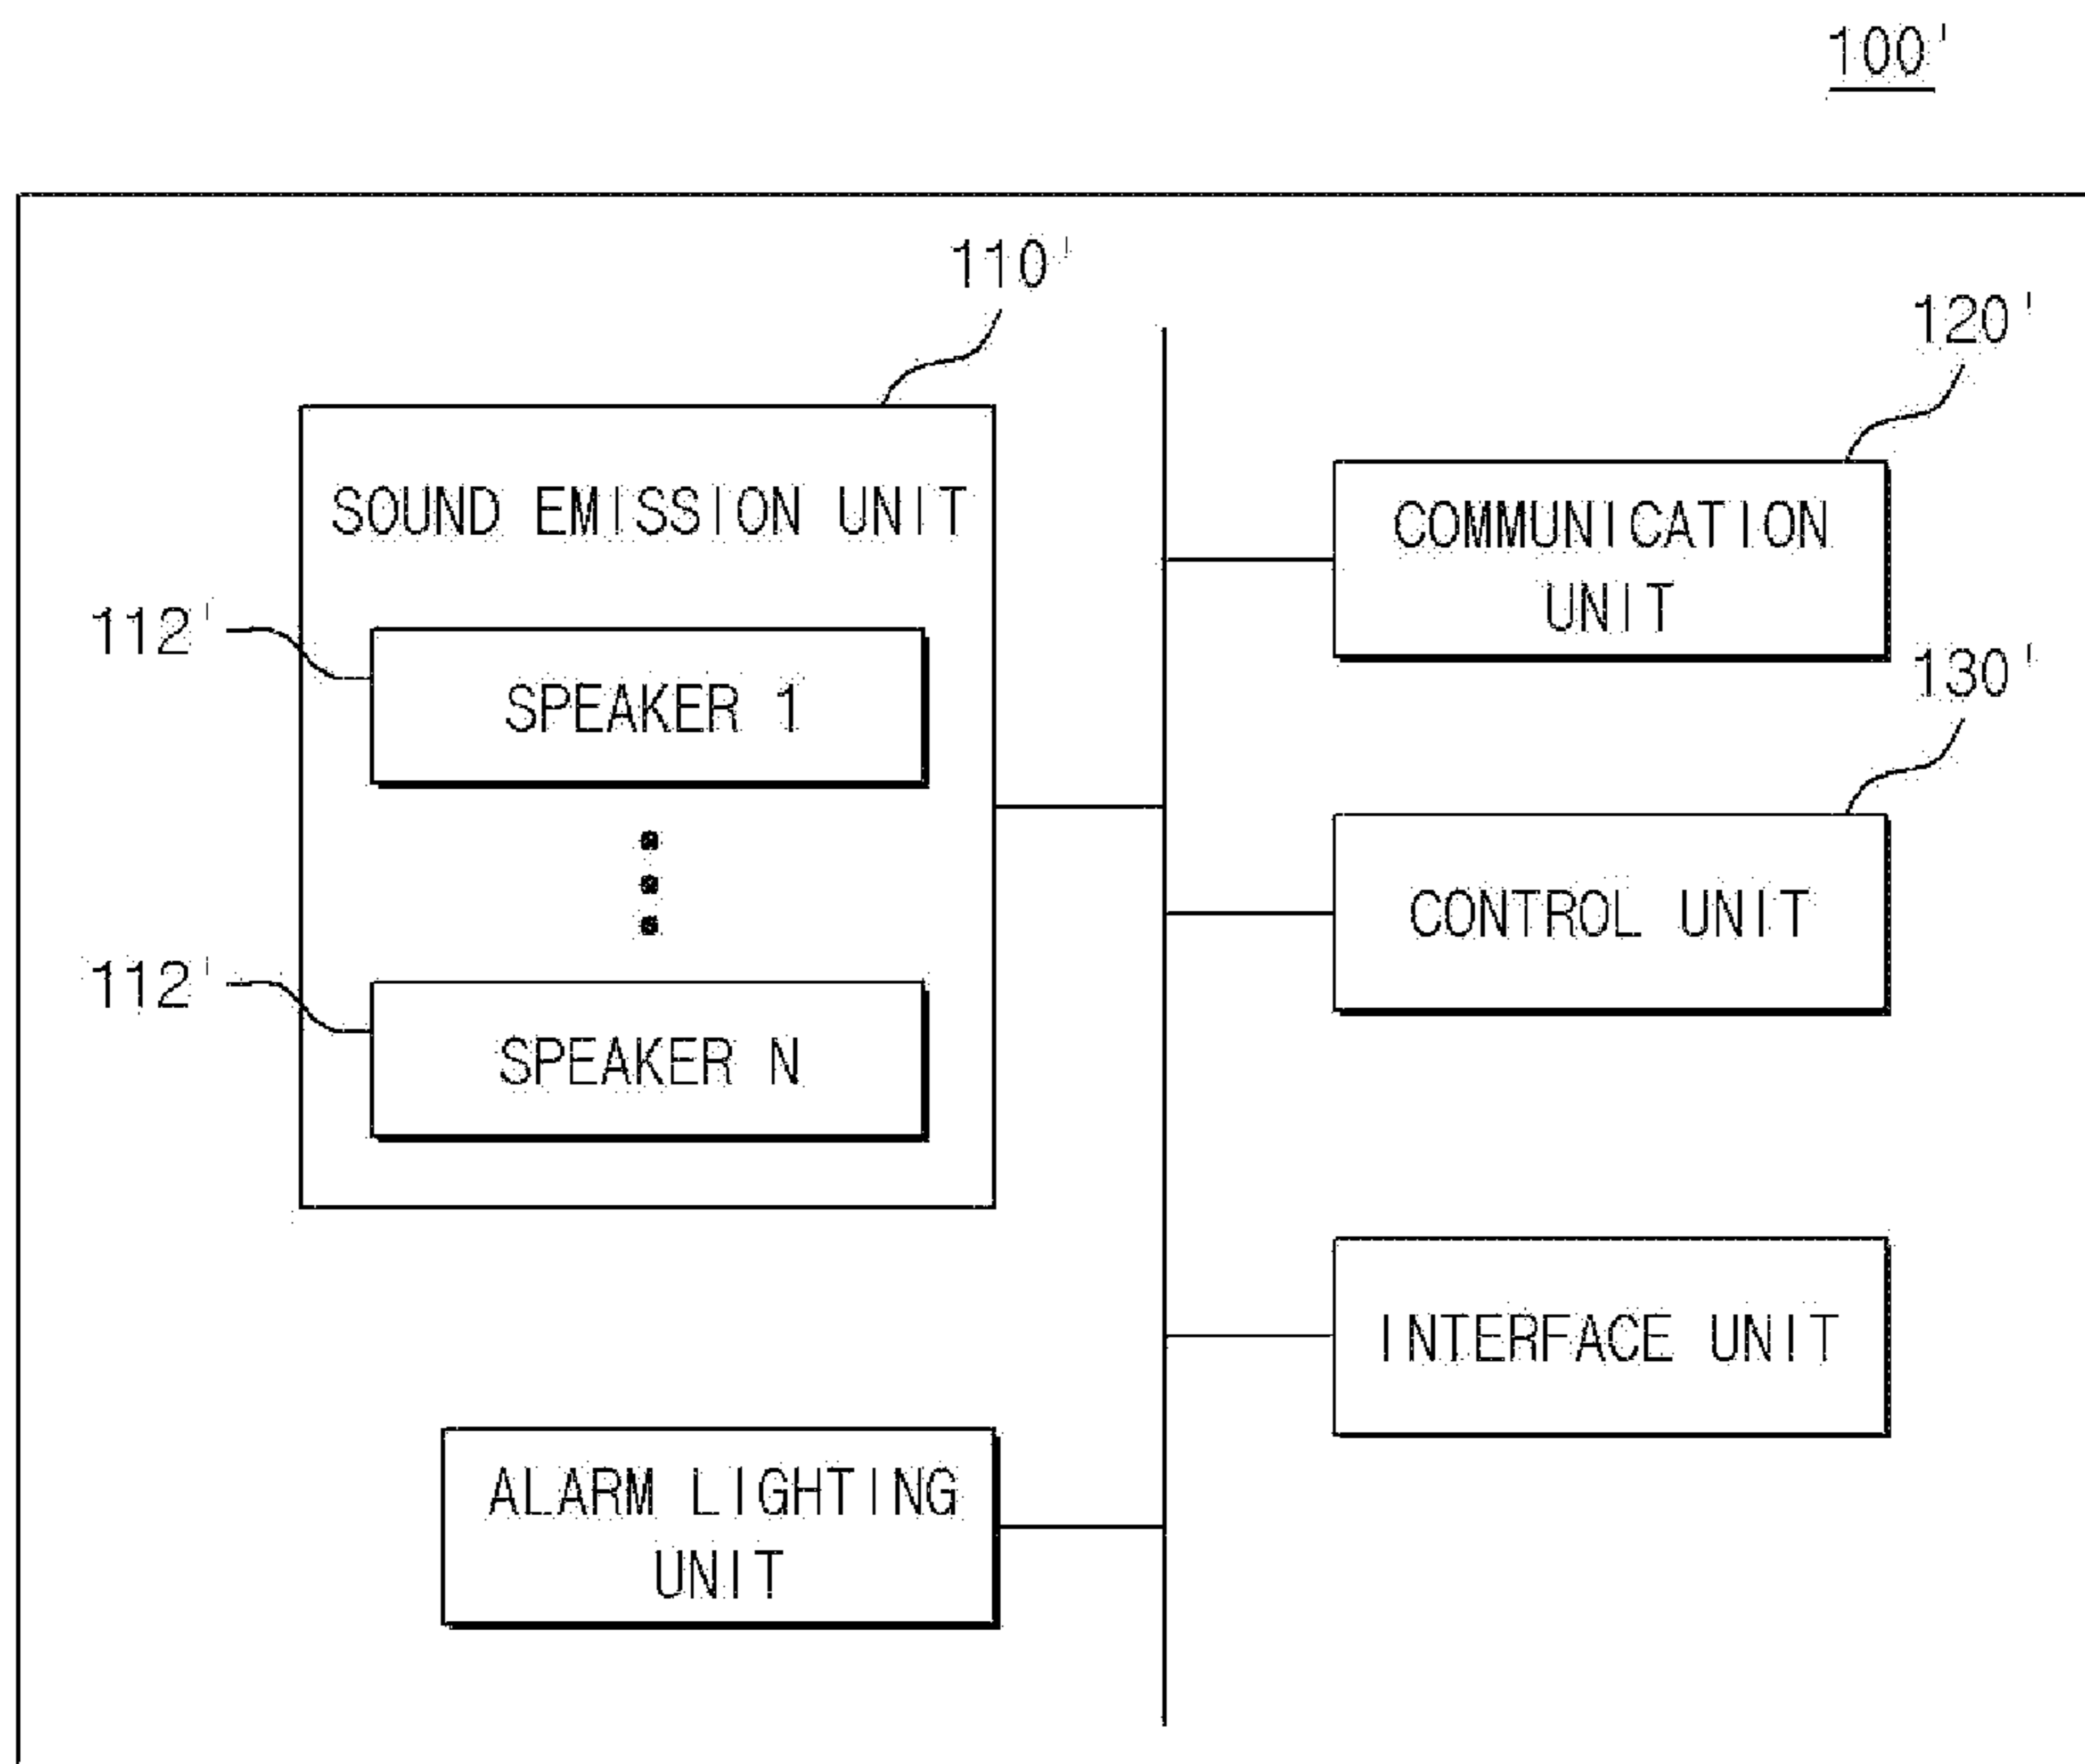 100'
110'
120'
SOUND EMISSION UNIT
COMMUNICATION
UNIT
112'
SPEAKER 1
130'
CONTROL UNIT
112'
SPEAKER N
INTERFACE UNIT
ALARM LIGHTING
UNIT